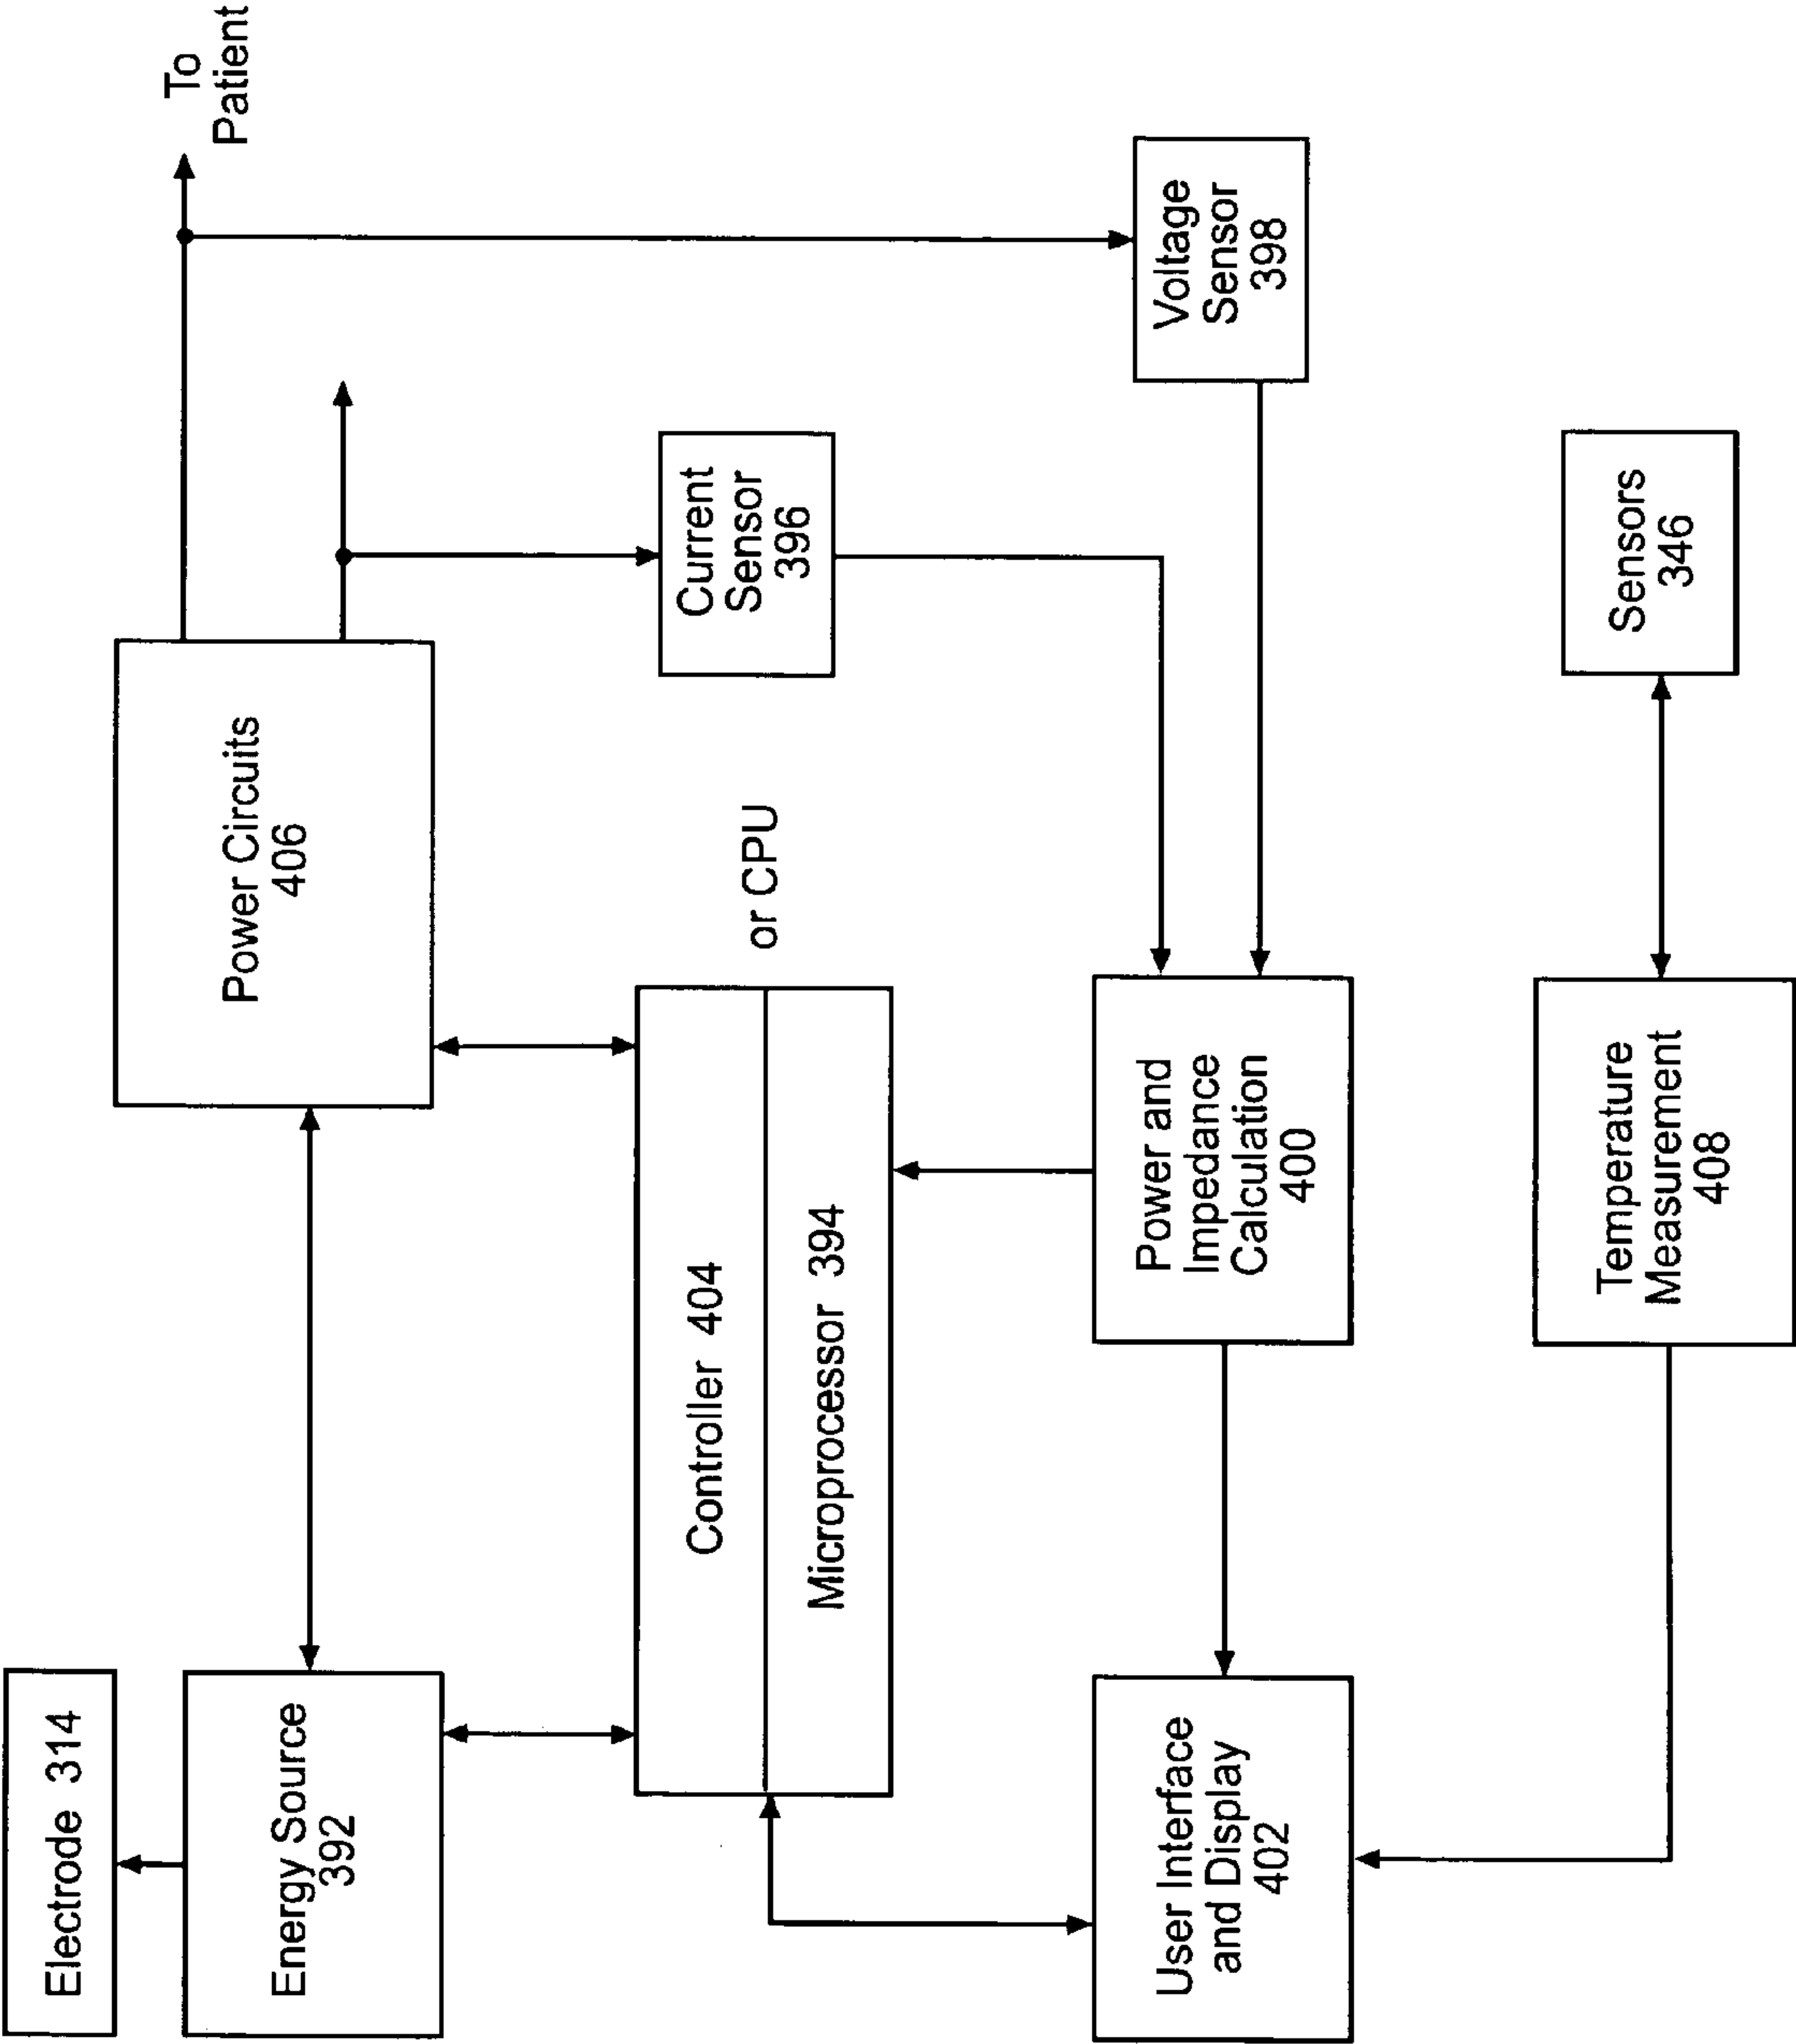 Electrode 314
Energy Source
392
Power Circuits
406
To
Patient
Controller 404
Microprocessor 394
or CPU
Current
Sensor
396
Voltage
Sensor
398
User Interface
and Display
402
Power and
Impedance
Calculation
400
Temperature
Measurement
408
Sensors
346